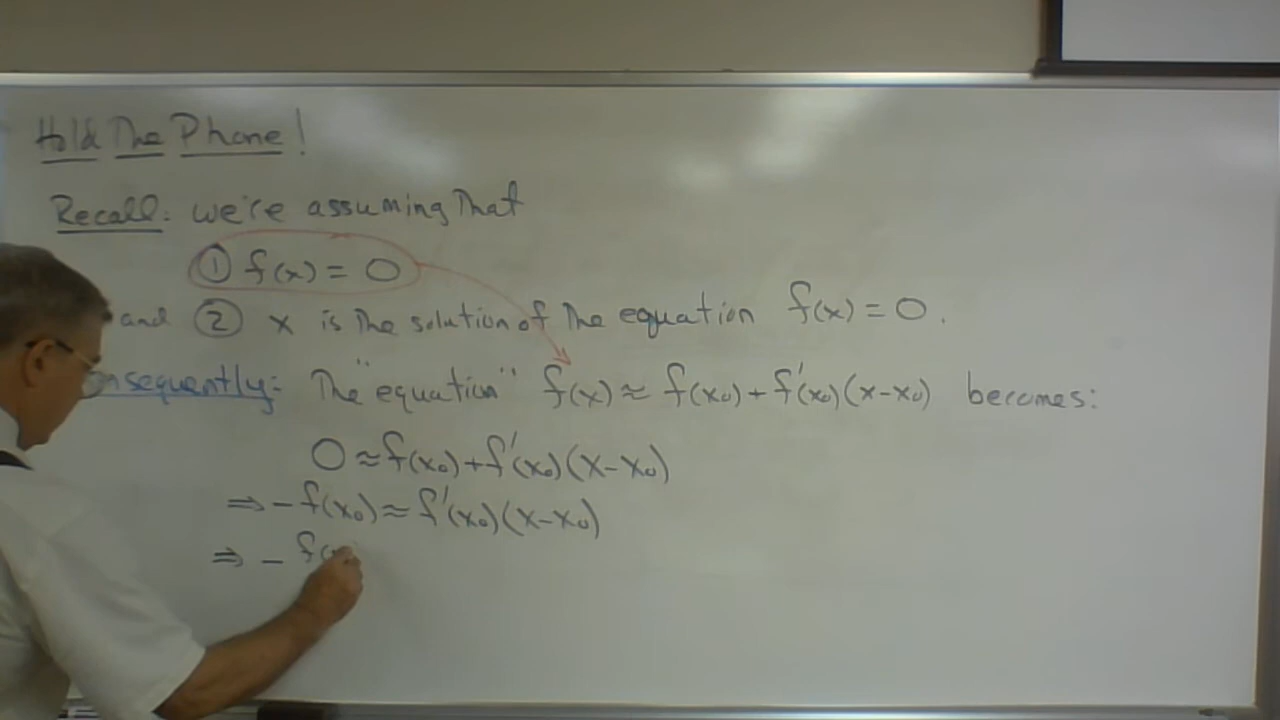 Hold The Phone!
Recall: we're assuming That
① f(x) = 0
and ② x is The solution of The equation f(x) = 0.
nsequently: The "equation" f(x) ≈ f(x₀) + f'(x₀)(x-x₀) becomes:
0 ≈ f(x₀) + f'(x₀)(x-x₀)
⇒ -f(x₀) ≈ f'(x₀)(x-x₀)
⇒ - f(